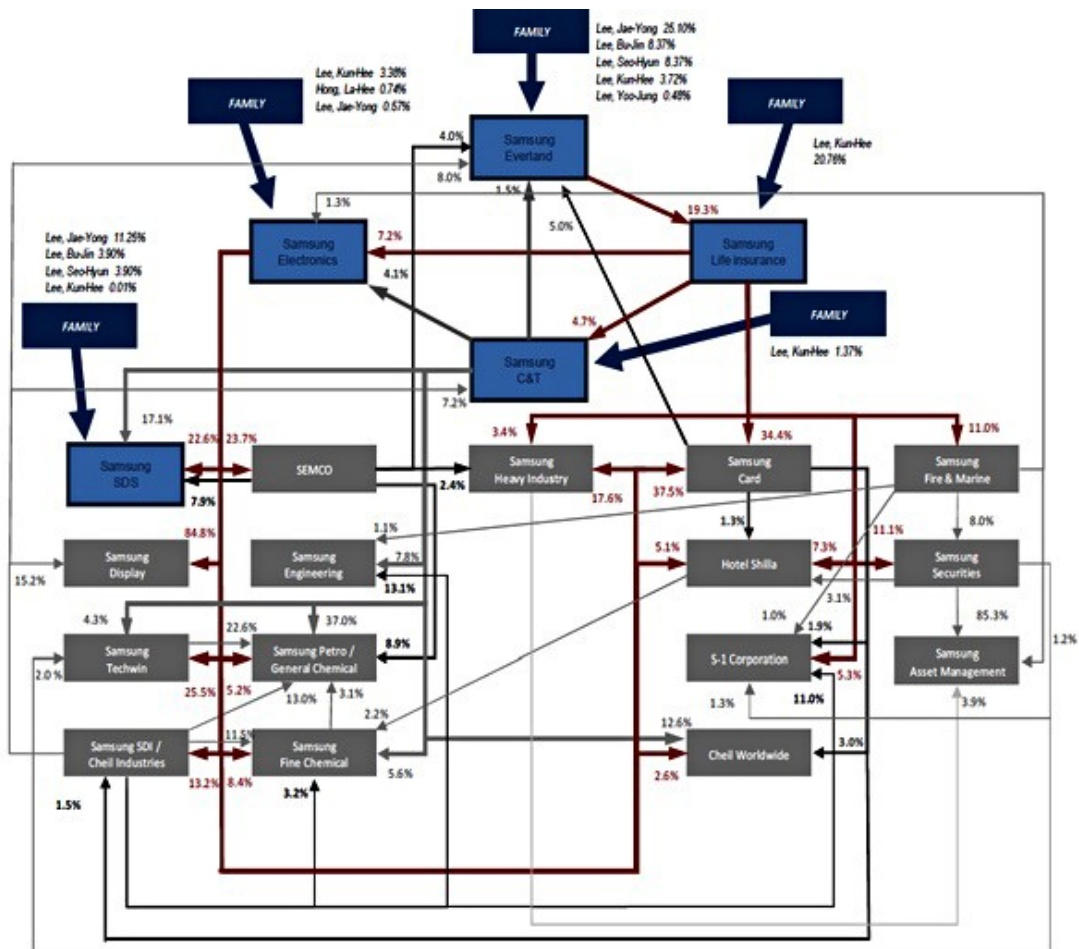 FAMILY
Lee, Jae-Yong 25.10%
Lee, Bu-Jin 8.37%
Lee, Seo-Hyun 8.37%
Lee, Kun-Hee 3.72%
Lee, Yoo-Jung 0.48%
FAMILY
Lee, Kun-Hee 3.38%
Hong, La-Hee 0.74%
Lee, Jae-Yong 0.57%
FAMILY
Lee, Kun-Hee
20.76%
4.0%
Samsung
Everland
8.0%
1.5%
1.3%
5.0%
19.3%
Lee, Jae-Yong 11.25%
Lee, Bu-Jin 3.90%
Lee, Seo-Hyun 3.90%
Lee, Kun-Hee 0.01%
Samsung
Electronics
7.2%
Samsung
Life insurance
4.1%
FAMILY
4.7%
FAMILY
Samsung
C&T
Lee, Kun-Hee 1.37%
7.2%
17.1%
22.6%
23.7%
3.4%
34.4%
11.0%
Samsung
SDS
SEMCO
Samsung
Heavy Industry
Samsung
Card
Samsung
Fire & Marine
7.9%
2.4%
17.6%
37.5%
1.1%
1.3%
8.0%
84.8%
7.8%
5.1%
7.3%
11.1%
Samsung
Display
Samsung
Engineering
Hotel Shilla
Samsung
Securities
15.2%
13.1%
3.1%
4.3%
22.6%
37.0%
1.0%
1.9%
85.3%
Samsung
Techwin
Samsung Petro /
General Chemical
8.9%
S-1 Corporation
Samsung
Asset Management
1.2%
2.0%
25.5%
5.2%
13.0%
3.1%
5.3%
1.3%
11.0%
3.9%
2.2%
12.6%
Samsung SDI /
Cheil Industries
11.5%
Samsung
Fine Chemical
Cheil Worldwide
3.0%
13.2%
8.4%
5.6%
2.6%
1.5%
3.2%